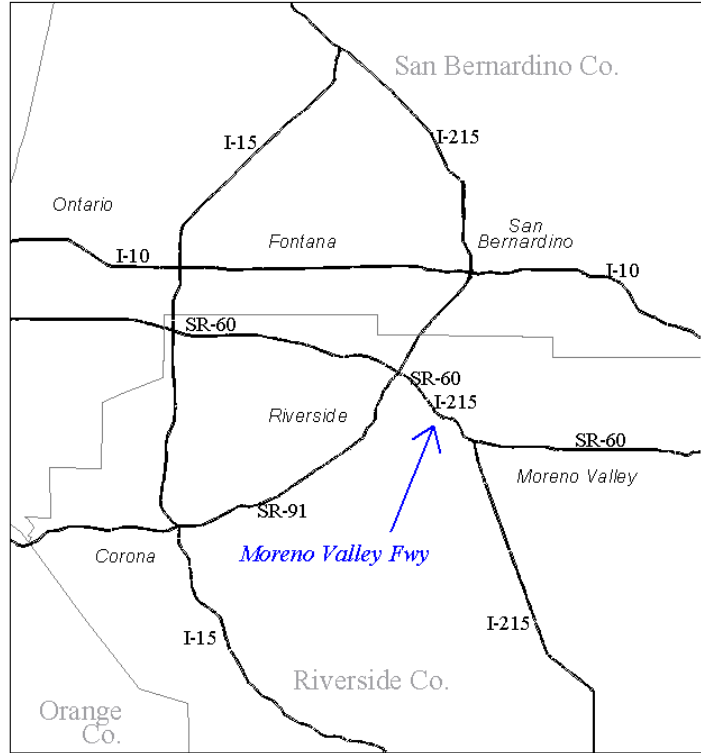 San Bernardino Co.
I-15
I-215
Ontario
San
Bernardino
Fontana
I-10
I-10
SR-60
SR-60
I-215
Riverside
SR-60
Moreno Valley
SR-91
Moreno Valley Fwy
Corona
I-15
I-215
Riverside Co.
Orange
Co.